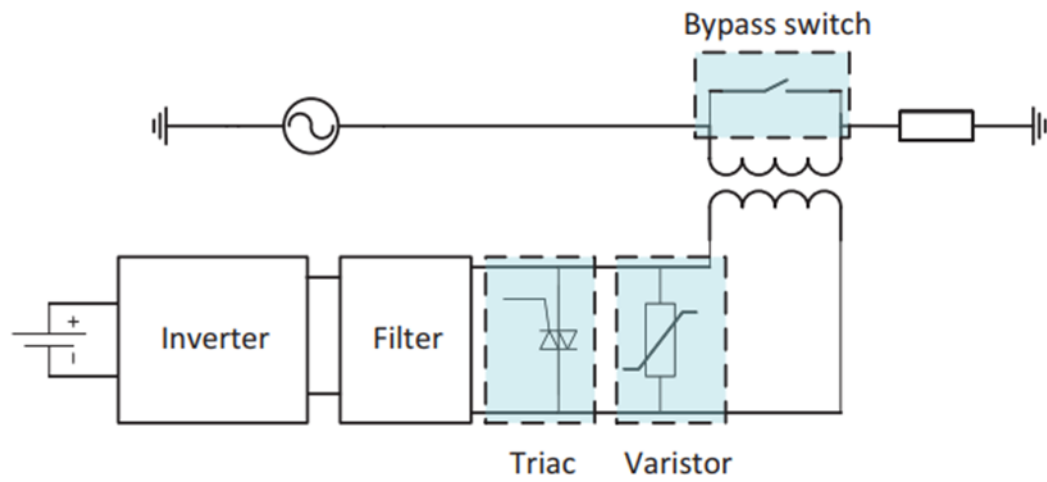 Bypass switch
+
Inverter
Filter
Triac
Varistor